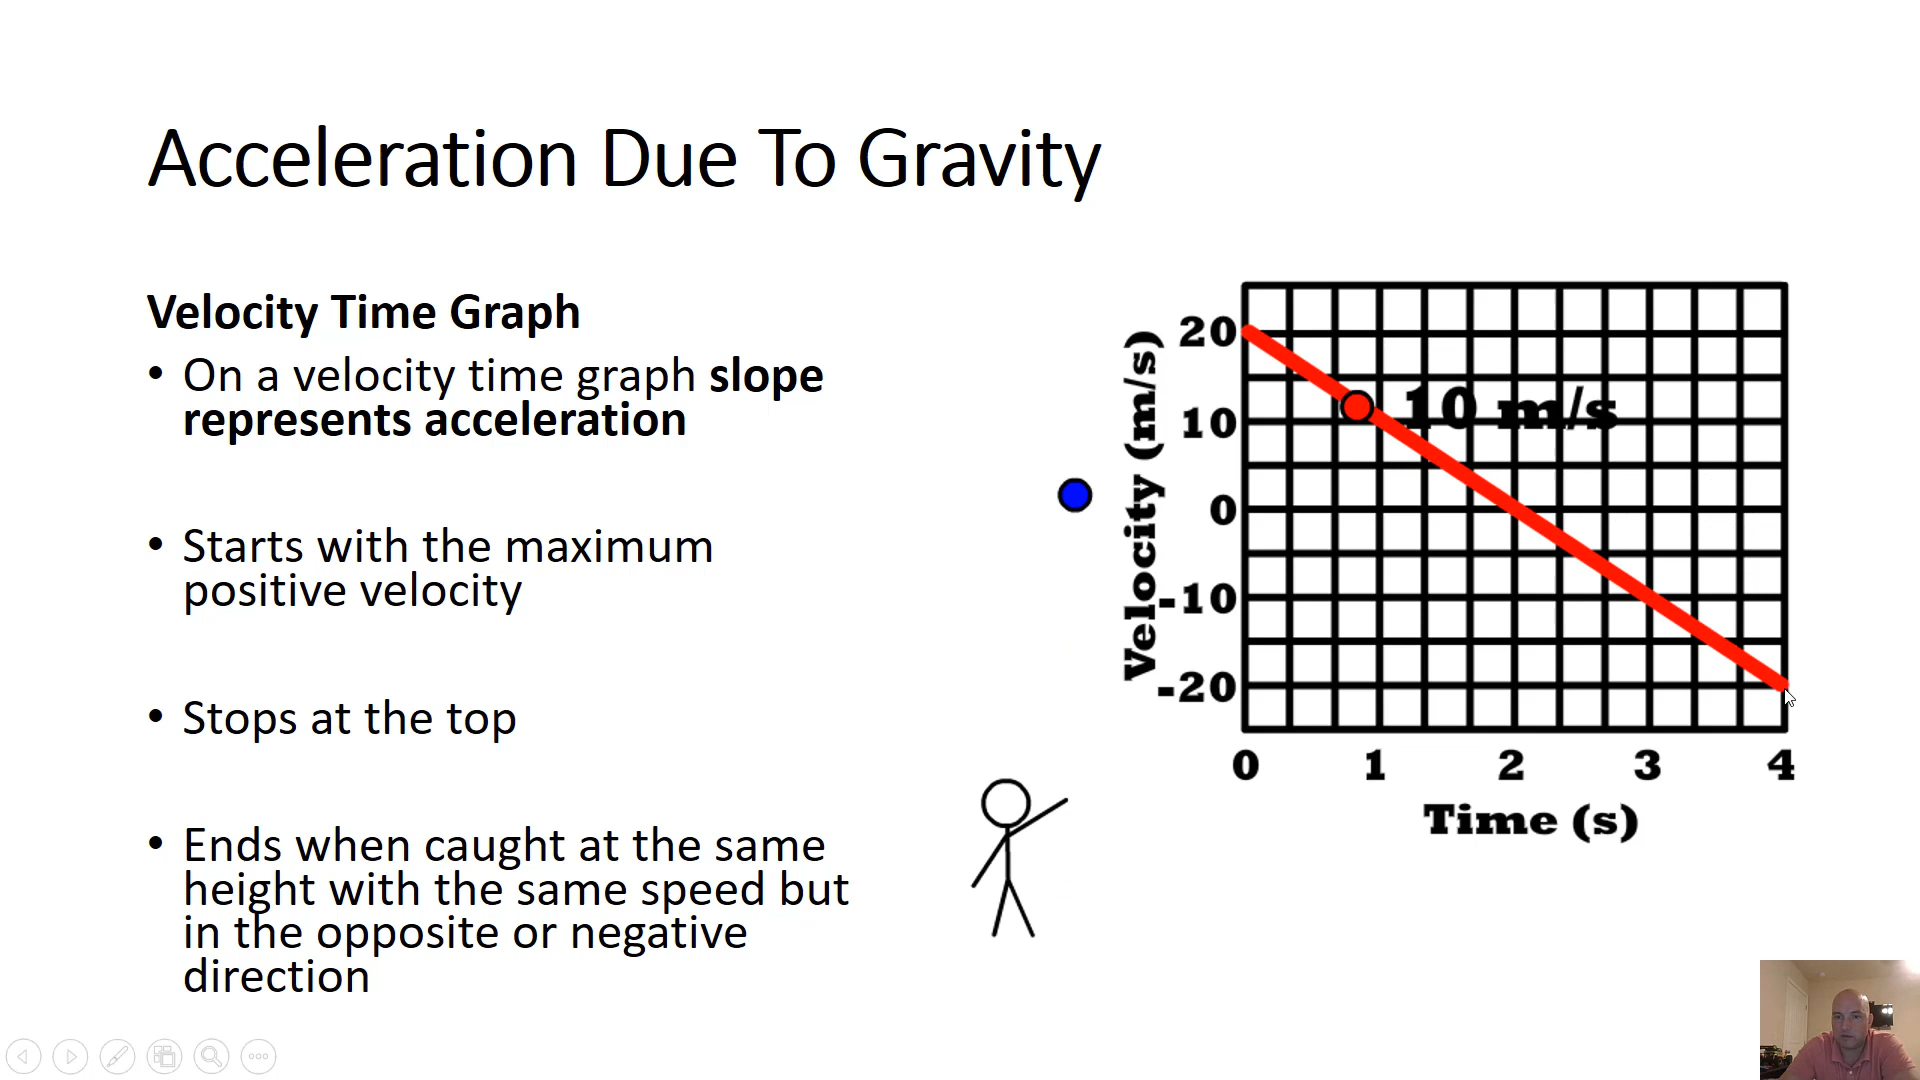 Acceleration Due To Gravity
Velocity Time Graph
• On a velocity time graph slope
represents acceleration
• Starts with the maximum
positive velocity
• Stops at the top
• Ends when caught at the same
height with the same speed but
in the opposite or negative
direction
Velocity (m/s)
20
10
0
-10
-20
10 m/s
0 1 2 3 4
Time (s)